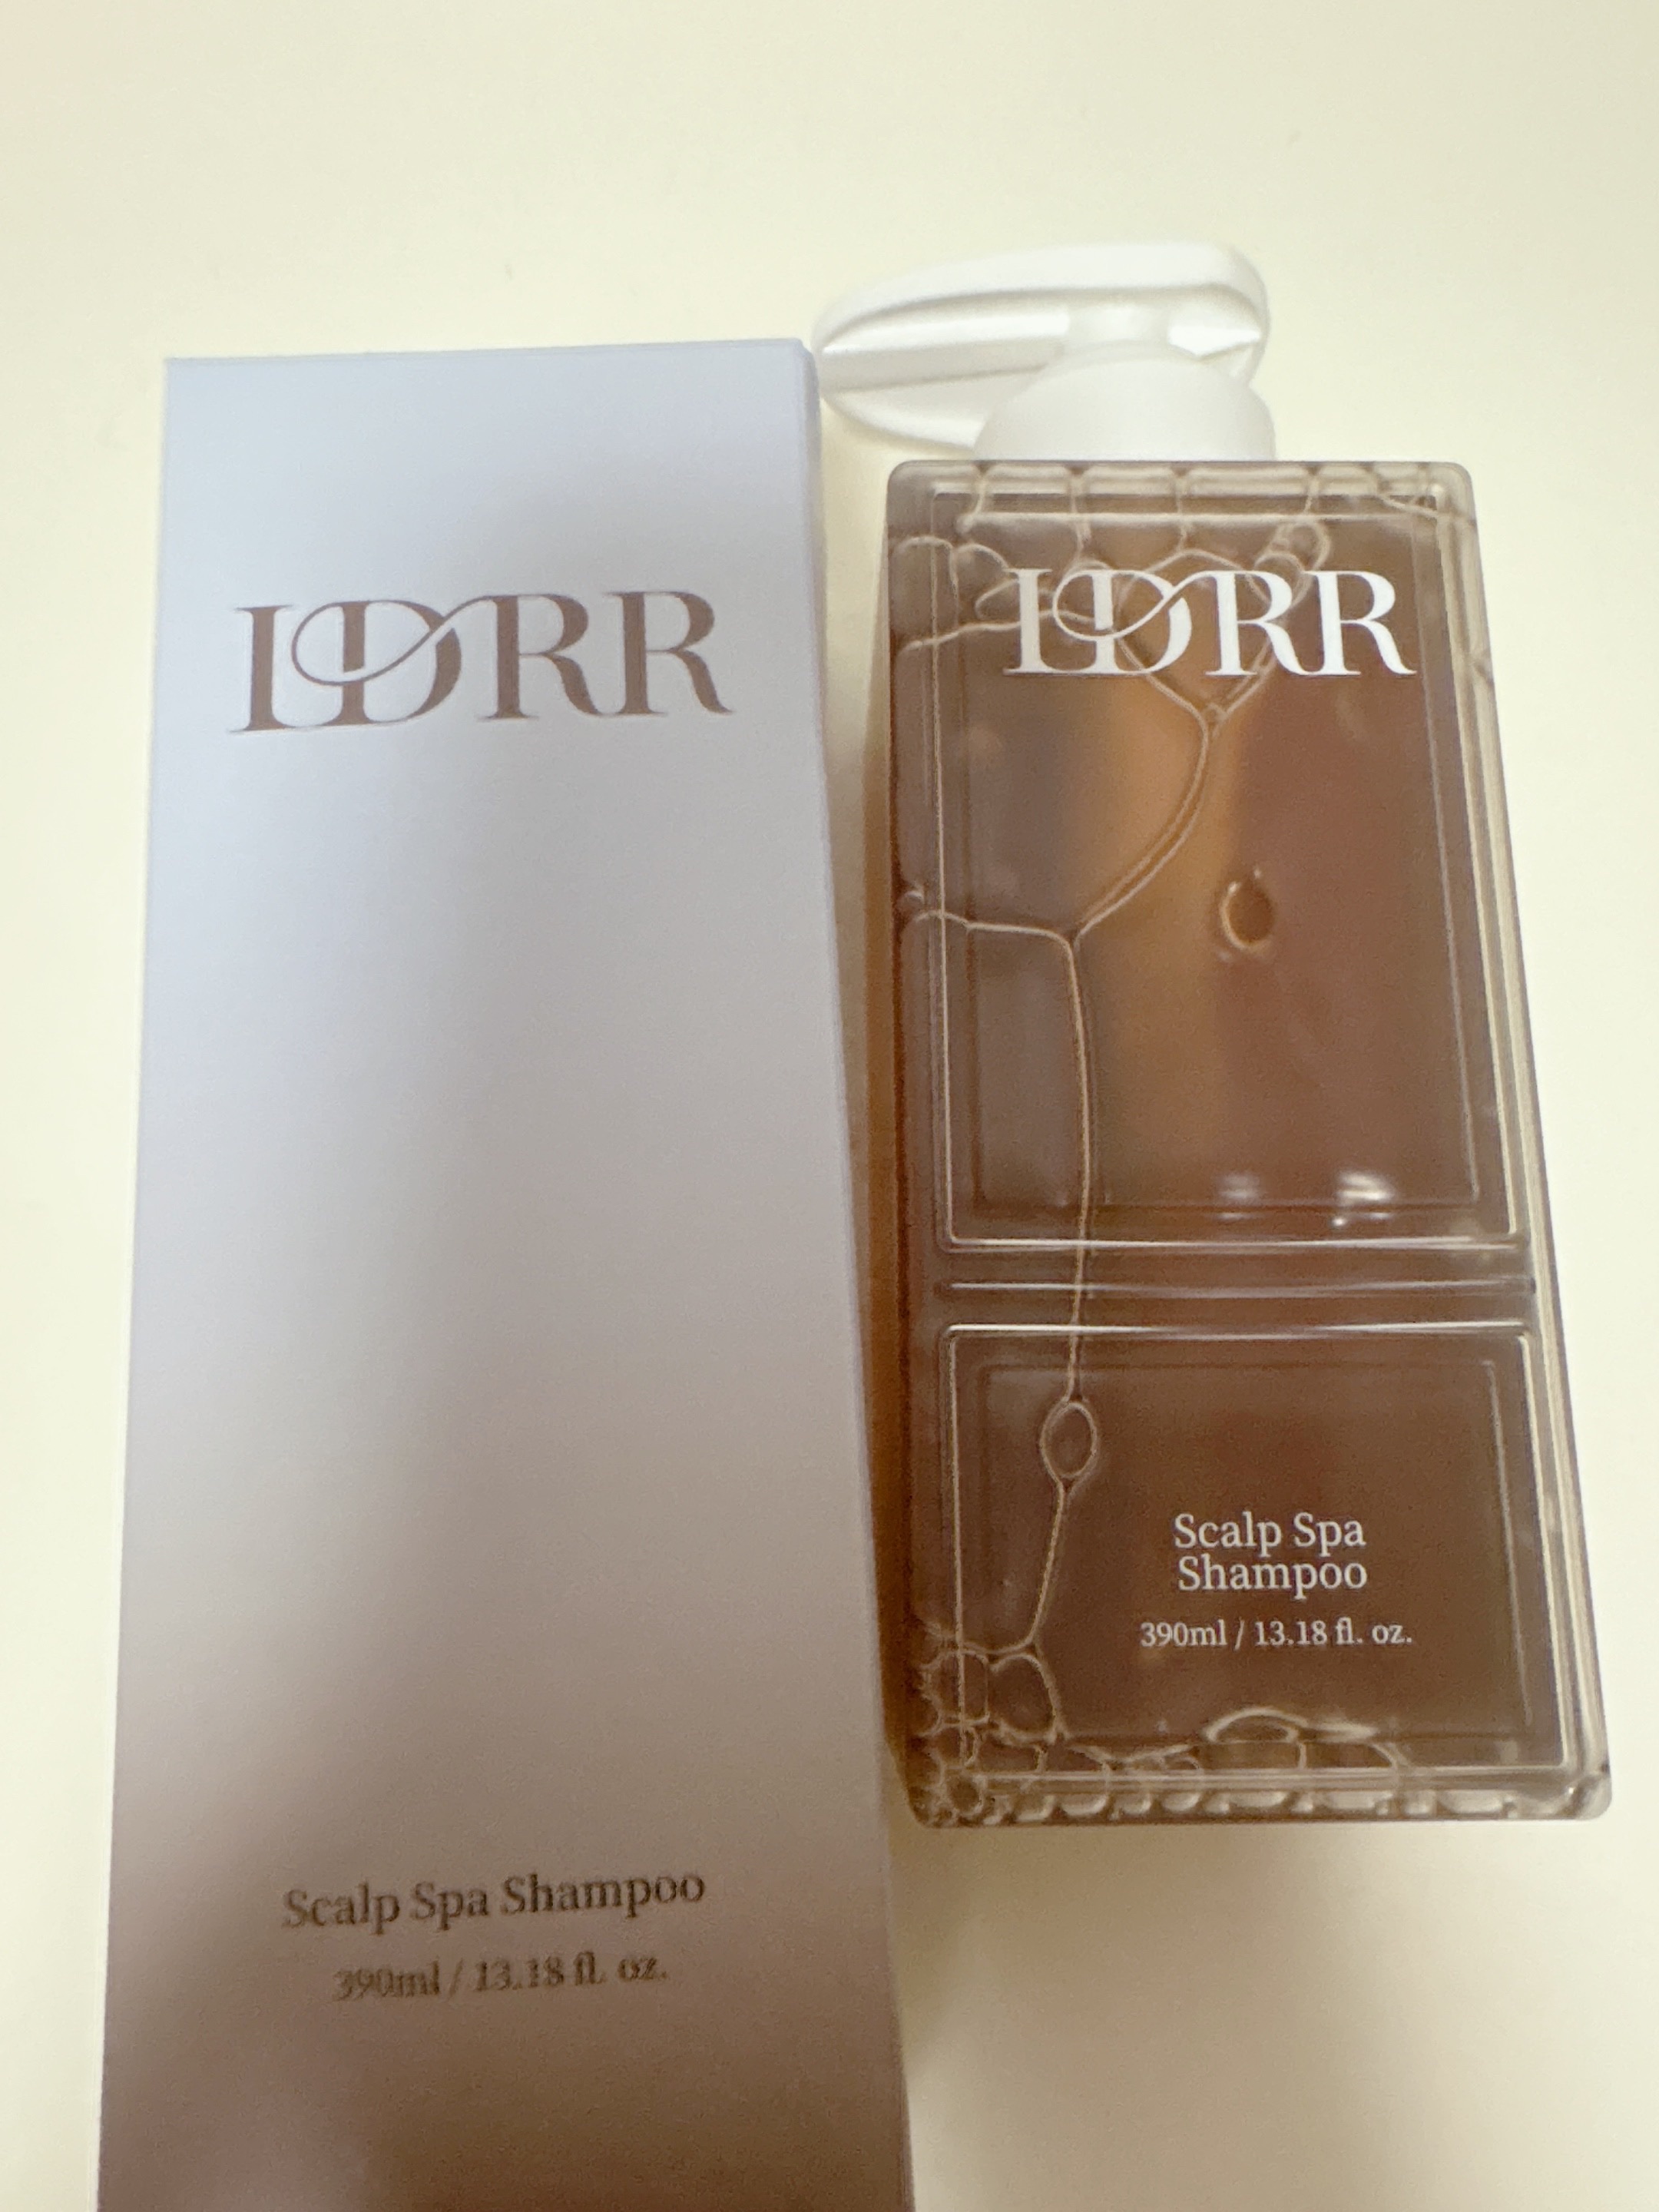 LDRR
Scalp Spa Shampoo
390ml / 13.18 fl. oz.
LDRR
Scalp Spa
Shampoo
390ml / 13.18 fl. oz.